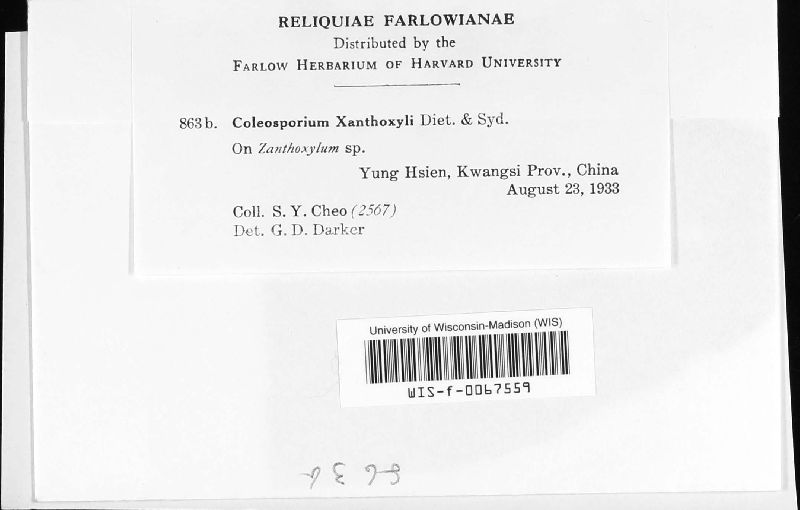 RELIQUIAE FARLOWIANAE
Distributed by the
FARLOW HERBARIUM OF HARVARD UNIVERSITY
863b. Coleosporium Xanthoxyli Diet. & Syd.
On Zanthoxylum sp.
Yung Hsien, Kwangsi Prov., China
August 23, 1933
Coll. S. Y. Cheo (2567)
Det. G. D. Darker
University of Wisconsin-Madison (WIS)
WIS-f-0067559